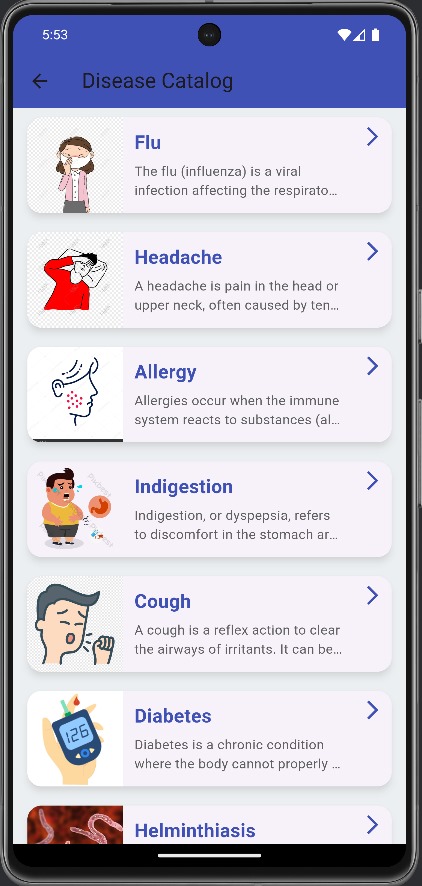 5:53
Disease Catalog
Flu
The flu (influenza) is a viral
infection affecting the respirato…
Headache
A headache is pain in the head or
upper neck, often caused by ten…
Allergy
Allergies occur when the immune
system reacts to substances (al…
Indigestion
Indigestion, or dyspepsia, refers
to discomfort in the stomach ar…
Cough
A cough is a reflex action to clear
the airways of irritants. It can be…
Diabetes
126
Diabetes is a chronic condition
where the body cannot properly …
Helminthiasis